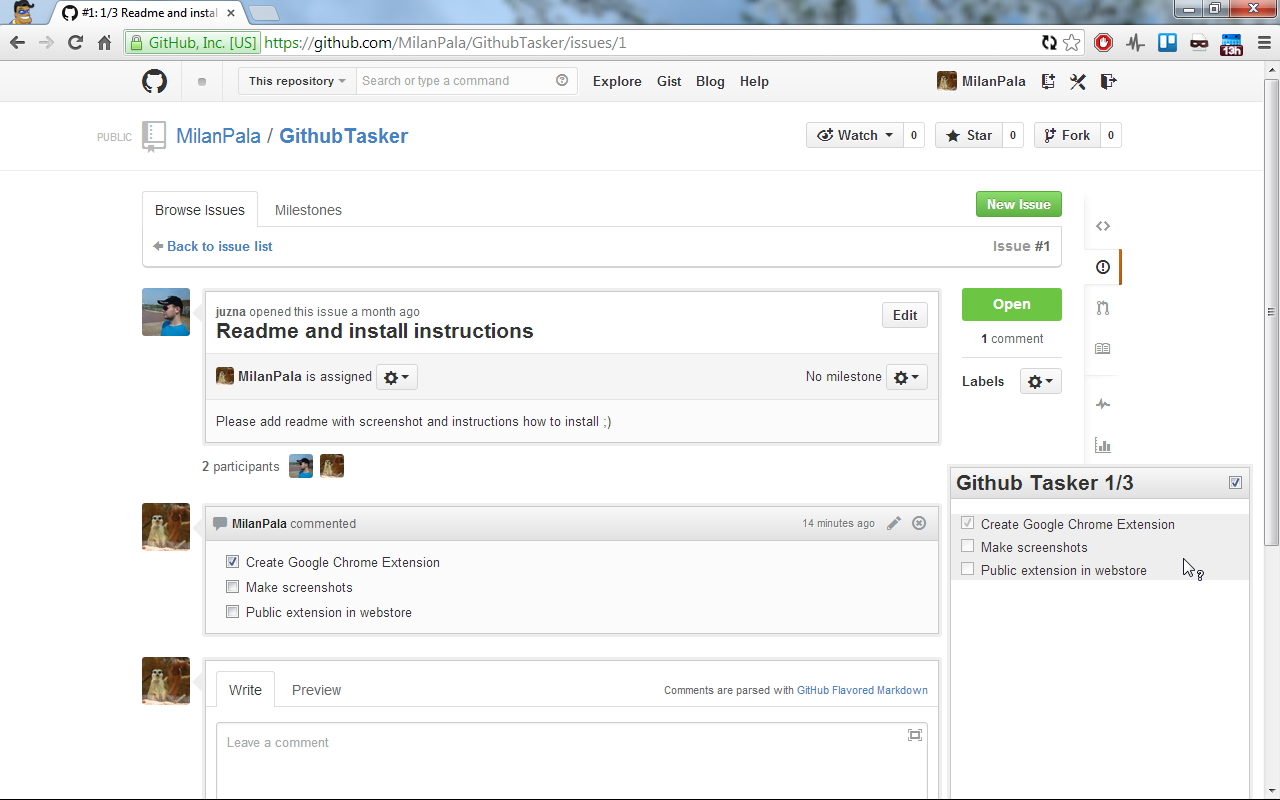 #1: 1/3 Readme and instal
GitHub, Inc. [US] https://github.com/MilanPala/GithubTasker/issues/1
13h
This repository Search or type a command Explore Gist Blog Help MilanPala
PUBLIC MilanPala / GithubTasker Watch 0 Star 0 Fork 0
Browse Issues Milestones New Issue
Back to issue list Issue #1
juzna opened this issue a month ago
Readme and install instructions
Edit
Open
1 comment
MilanPala is assigned No milestone
Labels
Please add readme with screenshot and instructions how to install ;)
2 participants
MilanPala commented 14 minutes ago
Create Google Chrome Extension
Make screenshots
Public extension in webstore
Github Tasker 1/3
Create Google Chrome Extension
Make screenshots
Public extension in webstore
Write Preview Comments are parsed with GitHub Flavored Markdown
Leave a comment